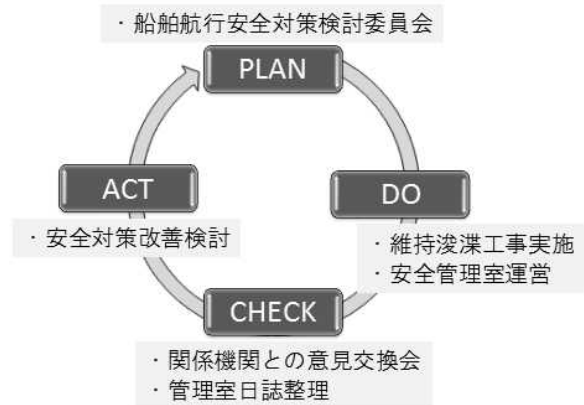 ・船舶航行安全対策検討委員会
PLAN
ACT
DO
・安全対策改善検討
・維持浚渫工事実施
・安全管理室運営
CHECK
・関係機関との意見交換会
・管理室日誌整理